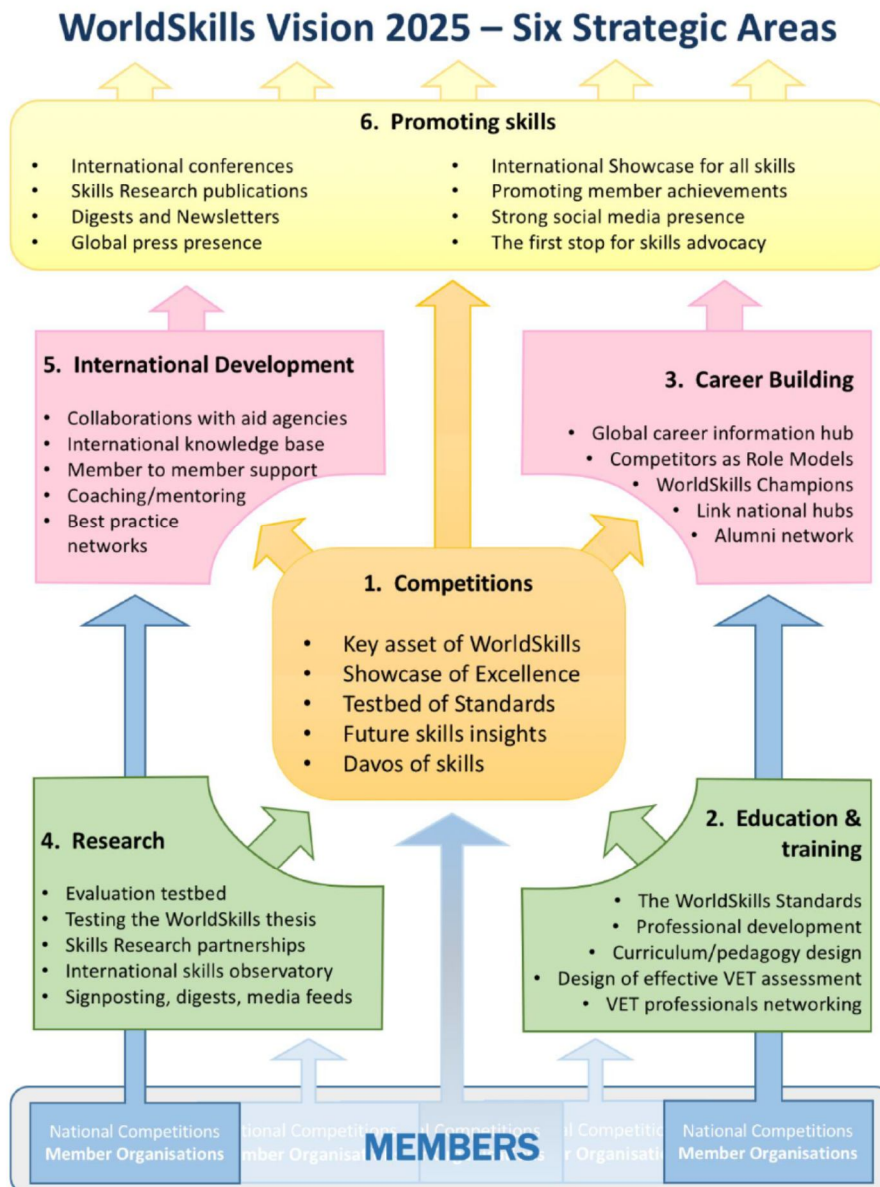 WorldSkills Vision 2025 – Six Strategic Areas
6. Promoting skills
• International conferences
• Skills Research publications
• Digests and Newsletters
• Global press presence
• International Showcase for all skills
• Promoting member achievements
• Strong social media presence
• The first stop for skills advocacy
5. International Development
• Collaborations with aid agencies
• International knowledge base
• Member to member support
• Coaching/mentoring
• Best practice
networks
3. Career Building
• Global career information hub
• Competitors as Role Models
• WorldSkills Champions
• Link national hubs
• Alumni network
1. Competitions
• Key asset of WorldSkills
• Showcase of Excellence
• Testbed of Standards
• Future skills insights
• Davos of skills
4. Research
• Evaluation testbed
• Testing the WorldSkills thesis
• Skills Research partnerships
• International skills observatory
• Signposting, digests, media feeds
2. Education &
training
• The WorldSkills Standards
• Professional development
• Curriculum/pedagogy design
• Design of effective VET assessment
• VET professionals networking
National Competitions
Member Organisations
MEMBERS
National Competitions
Member Organisations